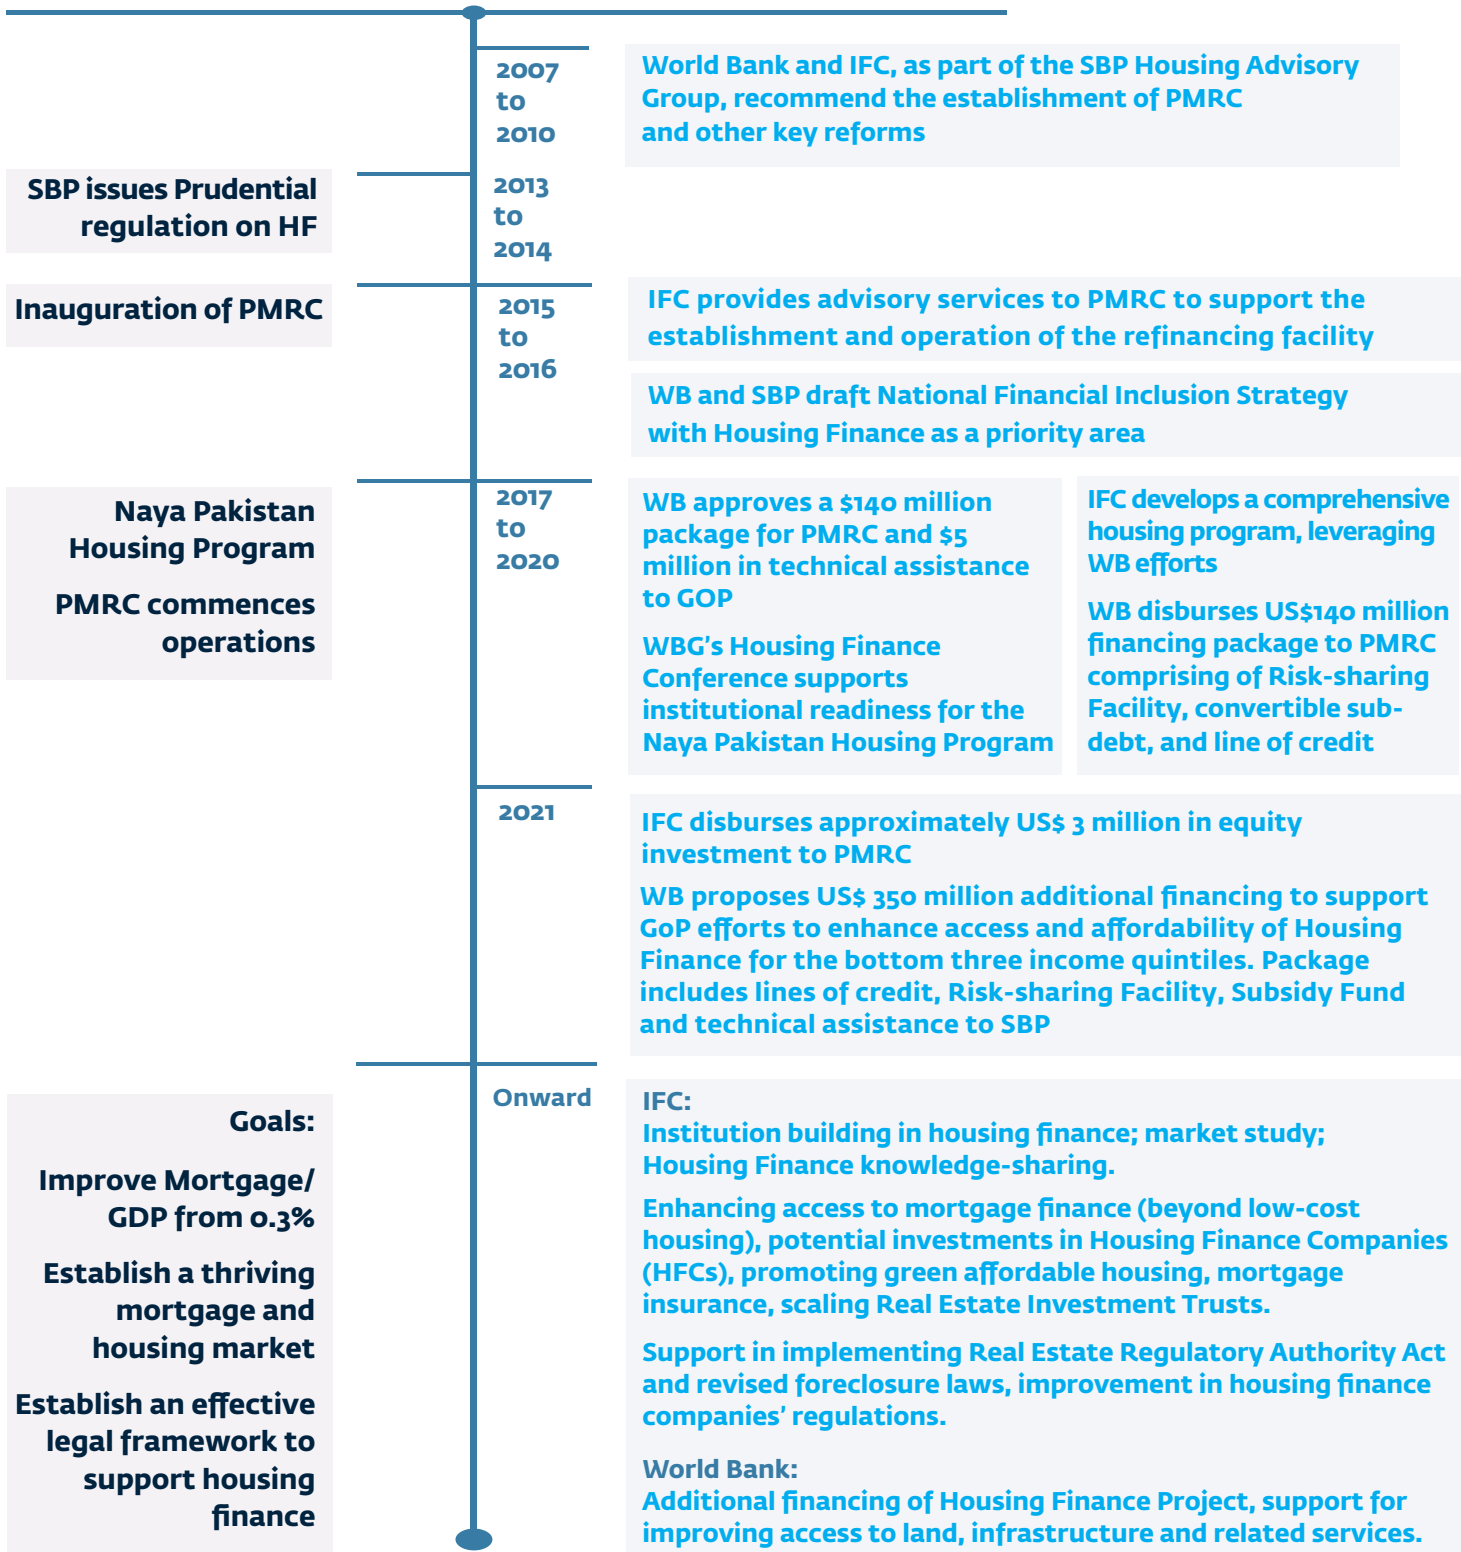 2007
to
2010
World Bank and IFC, as part of the SBP Housing Advisory
Group, recommend the establishment of PMRC
and other key reforms
SBP issues Prudential
regulation on HF
2013
to
2014
Inauguration of PMRC
2015
to
2016
IFC provides advisory services to PMRC to support the
establishment and operation of the refinancing facility
WB and SBP draft National Financial Inclusion Strategy
with Housing Finance as a priority area
Naya Pakistan
Housing Program
PMRC commences
operations
2017
to
2020
WB approves a $140 million
package for PMRC and $5
million in technical assistance
to GOP
WBG's Housing Finance
Conference supports
institutional readiness for the
Naya Pakistan Housing Program
IFC develops a comprehensive
housing program, leveraging
WB efforts
WB disburses US$140 million
financing package to PMRC
comprising of Risk-sharing
Facility, convertible sub-
debt, and line of credit
2021
IFC disburses approximately US$ 3 million in equity
investment to PMRC
WB proposes US$ 350 million additional financing to support
GoP efforts to enhance access and affordability of Housing
Finance for the bottom three income quintiles. Package
includes lines of credit, Risk-sharing Facility, Subsidy Fund
and technical assistance to SBP
Goals:
Improve Mortgage/
GDP from 0.3%
Establish a thriving
mortgage and
housing market
Establish an effective
legal framework to
support housing
finance
Onward
IFC:
Institution building in housing finance; market study;
Housing Finance knowledge-sharing.
Enhancing access to mortgage finance (beyond low-cost
housing), potential investments in Housing Finance Companies
(HFCs), promoting green affordable housing, mortgage
insurance, scaling Real Estate Investment Trusts.
Support in implementing Real Estate Regulatory Authority Act
and revised foreclosure laws, improvement in housing finance
companies' regulations.
World Bank:
Additional financing of Housing Finance Project, support for
improving access to land, infrastructure and related services.